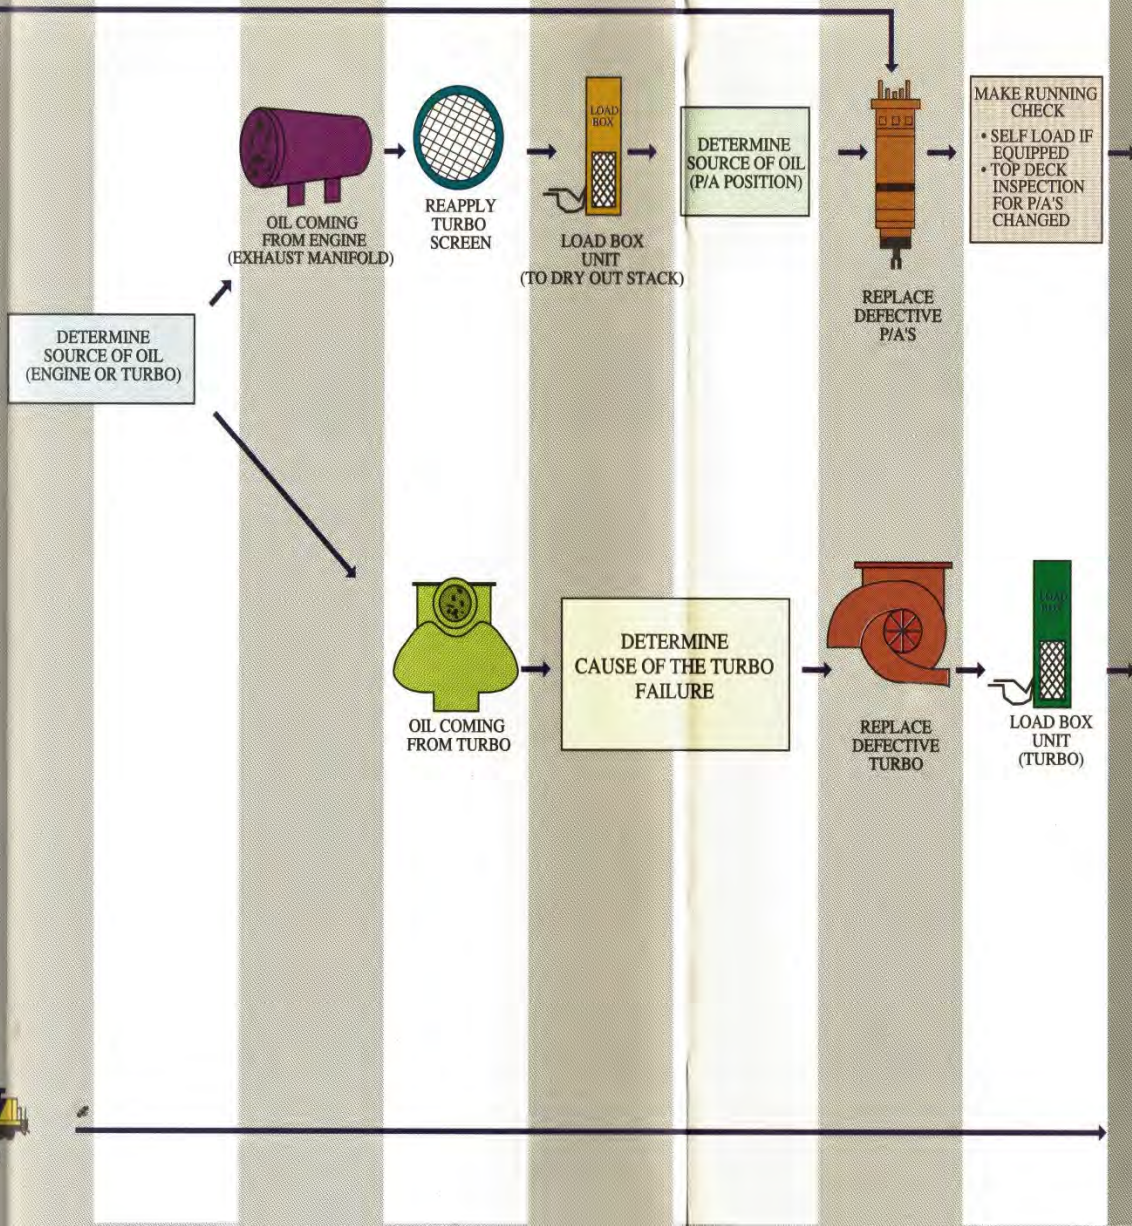 LOAD
BOX
MAKE RUNNING
CHECK
• SELF LOAD IF
EQUIPPED
• TOP DECK
INSPECTION
FOR P/A'S
CHANGED
DETERMINE
SOURCE OF OIL
(P/A POSITION)
REAPPLY
TURBO
SCREEN
OIL COMING
FROM ENGINE
(EXHAUST MANIFOLD)
LOAD BOX
UNIT
(TO DRY OUT STACK)
REPLACE
DEFECTIVE
P/A'S
DETERMINE
SOURCE OF OIL
(ENGINE OR TURBO)
LOAD
BOX
DETERMINE
CAUSE OF THE TURBO
FAILURE
OIL COMING
FROM TURBO
REPLACE
DEFECTIVE
TURBO
LOAD BOX
UNIT
(TURBO)